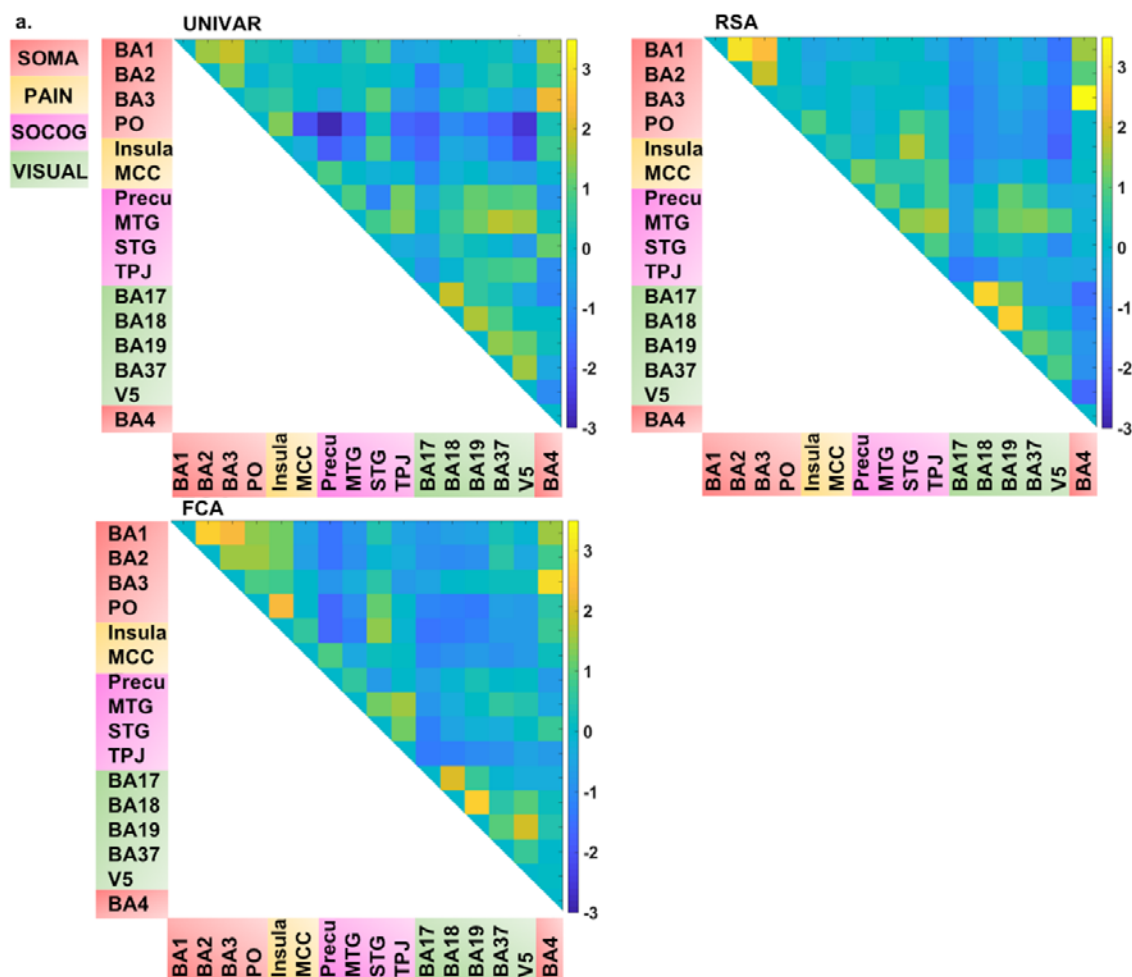 a.
UNIVAR
SOMA
PAIN
SOCOG
VISUAL
BA1
BA2
BA3
PO
Insula
MCC
Precu
MTG
STG
TPJ
BA17
BA18
BA19
BA37
V5
BA4
3
2
1
0
-1
-2
-3
BA1
BA2
BA3
PO
Insula
MCC
Precu
MTG
STG
TPJ
BA17
BA18
BA19
BA37
V5
BA4
RSA
BA1
BA2
BA3
PO
Insula
MCC
Precu
MTG
STG
TPJ
BA17
BA18
BA19
BA37
V5
BA4
3
2
1
0
-1
-2
-3
BA1
BA2
BA3
PO
Insula
MCC
Precu
MTG
STG
TPJ
BA17
BA18
BA19
BA37
V5
BA4
FCA
BA1
BA2
BA3
PO
Insula
MCC
Precu
MTG
STG
TPJ
BA17
BA18
BA19
BA37
V5
BA4
3
2
1
0
-1
-2
-3
BA1
BA2
BA3
PO
Insula
MCC
Precu
MTG
STG
TPJ
BA17
BA18
BA19
BA37
V5
BA4